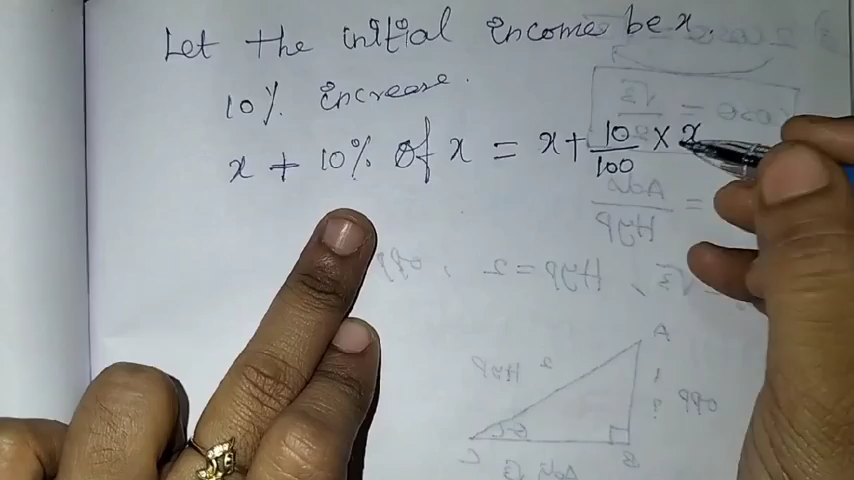 Let the initial income be x.
10% increase.
x + 10% of x = x + 10/100 × x